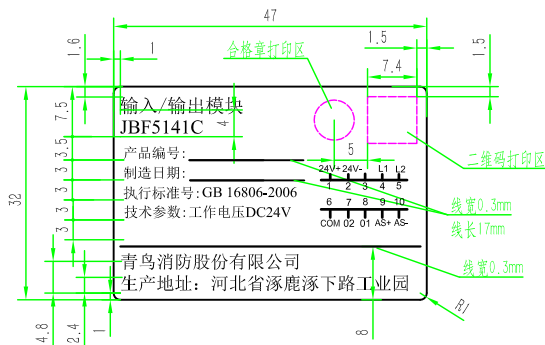 47
1.6
1
1.5
1.5
合格章打印区
7.4
7.5
输入/输出模块
4
JBF5141C
5
二维码打印区
3.5
产品编号:
24V+ 24V- L1 L2
3
制造日期:
1 2 3 4 5
32
3
执行标准号: GB 16806-2006
6 7 8 9 10
线宽0.3mm
3
技术参数: 工作电压DC24V
COM 02 01 AS+ AS-
线长17mm
3
青鸟消防股份有限公司
线宽0.3mm
生产地址: 河北省涿鹿涿下路工业园
4.8
2.4
1
8
R1